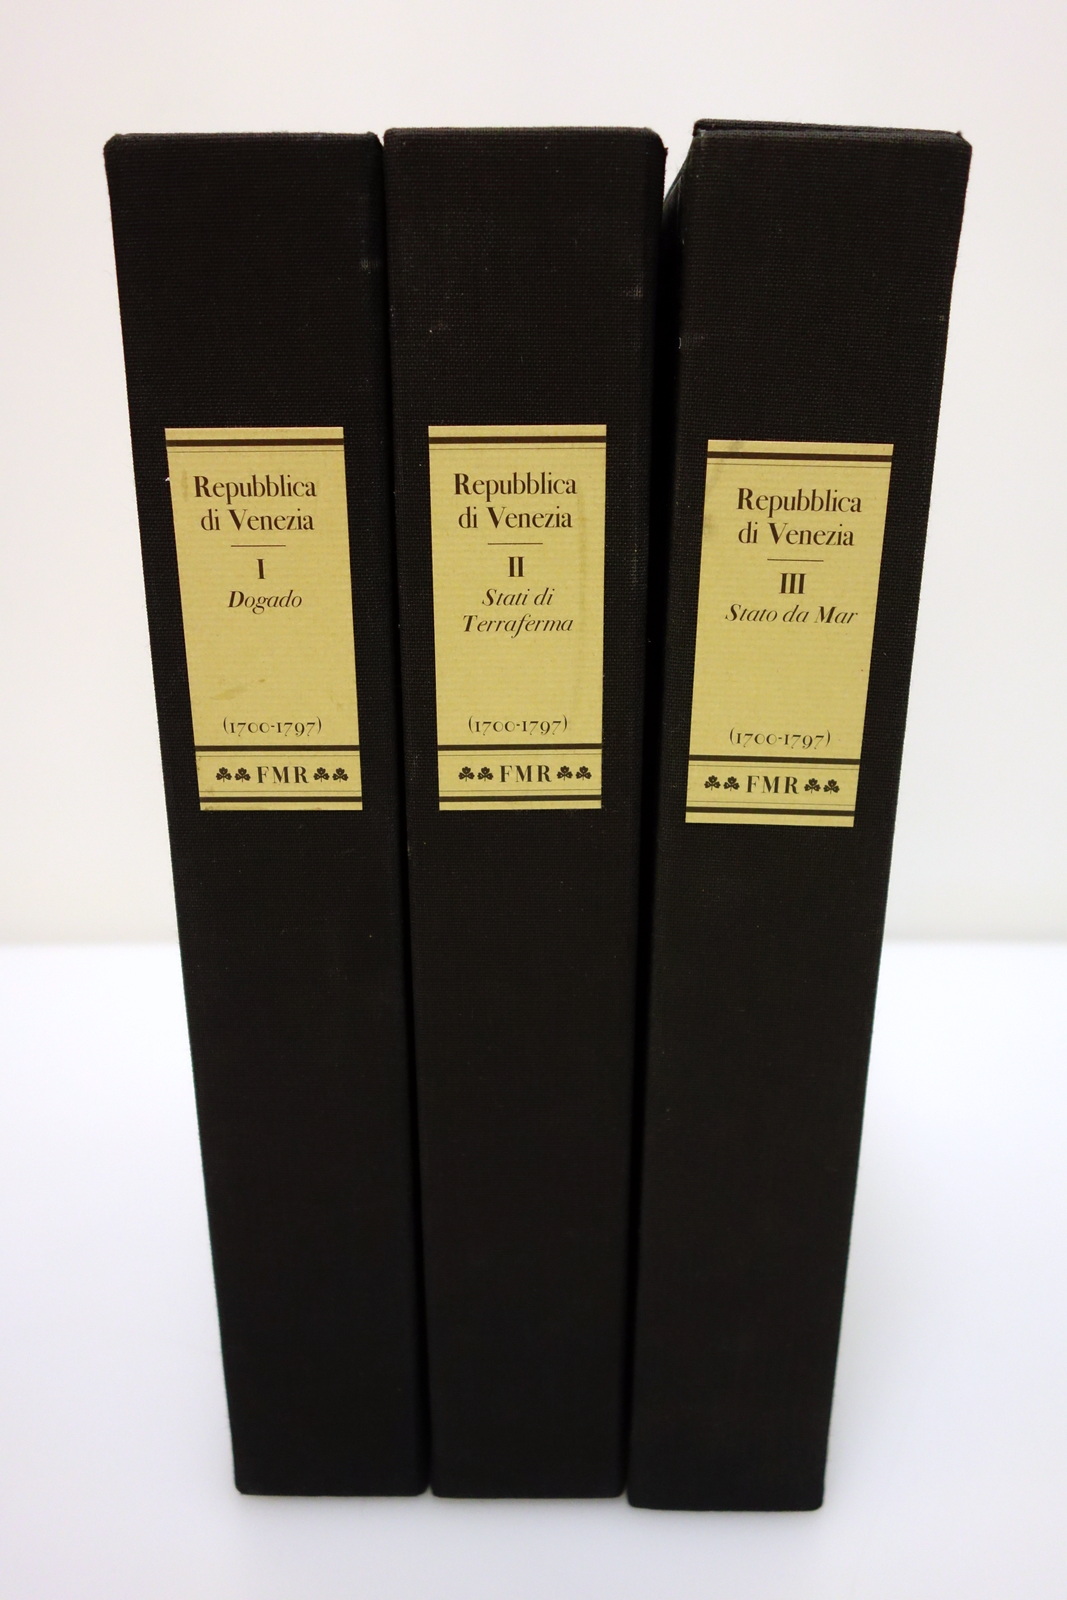 Repubblica
di Venezia
I
Dogado
(1700-1797)
FMR
Repubblica
di Venezia
II
Stati di
Terraferma
(1700-1797)
FMR
Repubblica
di Venezia
III
Stato da Mar
(1700-1797)
FMR